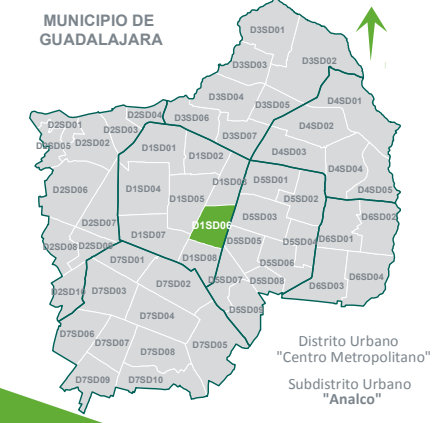 MUNICIPIO DE
GUADALAJARA
D3SD01
D3SD03
D3SD02
D3SD04
D3SD05
D3SD06
D3SD07
D2SD01
D2SD04
D2SD03
D2SD05
D2SD02
D4SD01
D4SD02
D4SD03
D4SD04
D4SD05
D1SD01
D1SD02
D1SD03
D1SD04
D1SD05
D1SD06
D1SD07
D1SD08
D2SD06
D2SD07
D2SD08
D2SD09
D2SD10
D5SD01
D5SD02
D5SD03
D5SD04
D5SD05
D5SD06
D5SD07
D5SD08
D5SD09
D6SD02
D6SD01
D6SD03
D6SD04
D7SD01
D7SD02
D7SD03
D7SD04
D7SD05
D7SD06
D7SD07
D7SD08
D7SD09
D7SD10
Distrito Urbano
"Centro Metropolitano"
Subdistrito Urbano
"Analco"